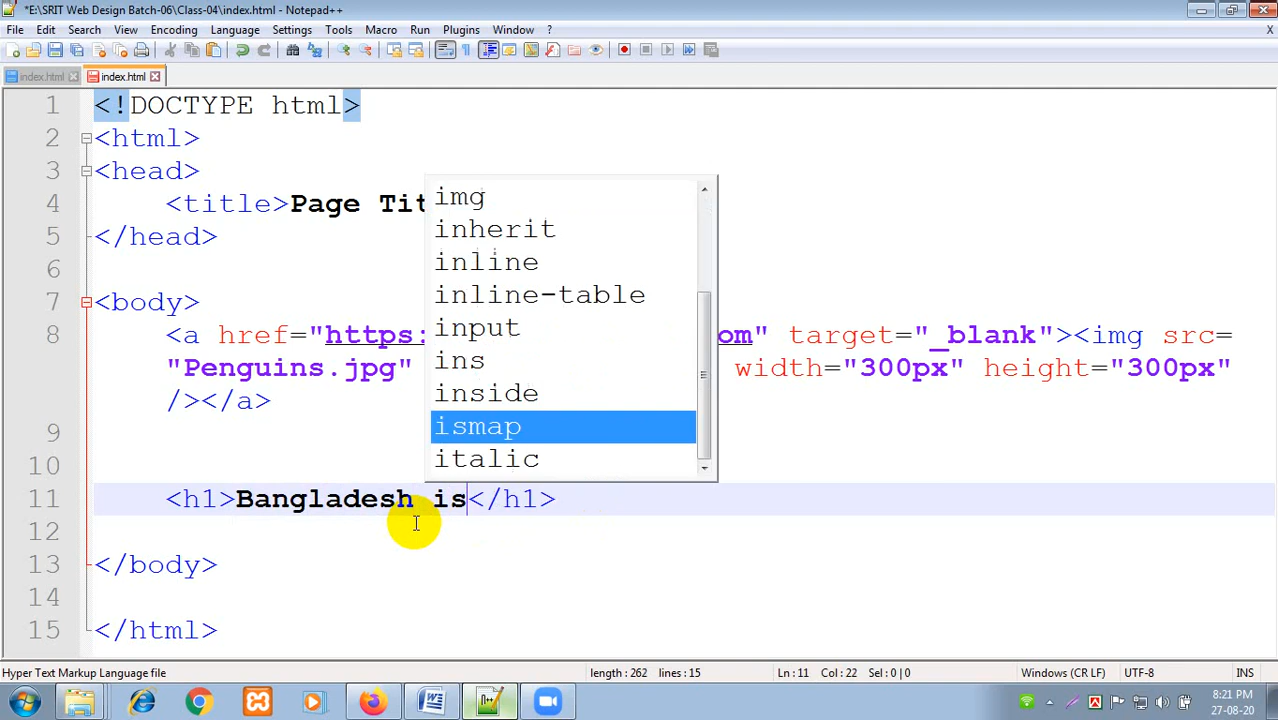 *E:\SRIT Web Design Batch-06\Class-04\index.html - Notepad++
File Edit Search View Encoding Language Settings Tools Macro Run Plugins Window ? X
index.html index.html
1 <!DOCTYPE html>
2 <html>
3 <head>
4 <title>Page Tit
5 </head>
6
7 <body>
8 <a href="https: om" target="_blank"><img src=
"Penguins.jpg" width="300px" height="300px"
/></a>
9
10
11 <h1>Bangladesh is</h1>
12
13 </body>
14
15 </html>
img
inherit
inline
inline-table
input
ins
inside
ismap
italic
Hyper Text Markup Language file length : 262 lines : 15 Ln : 11 Col : 22 Sel : 0 | 0 Windows (CR LF) UTF-8 INS
8:21 PM
27-08-20